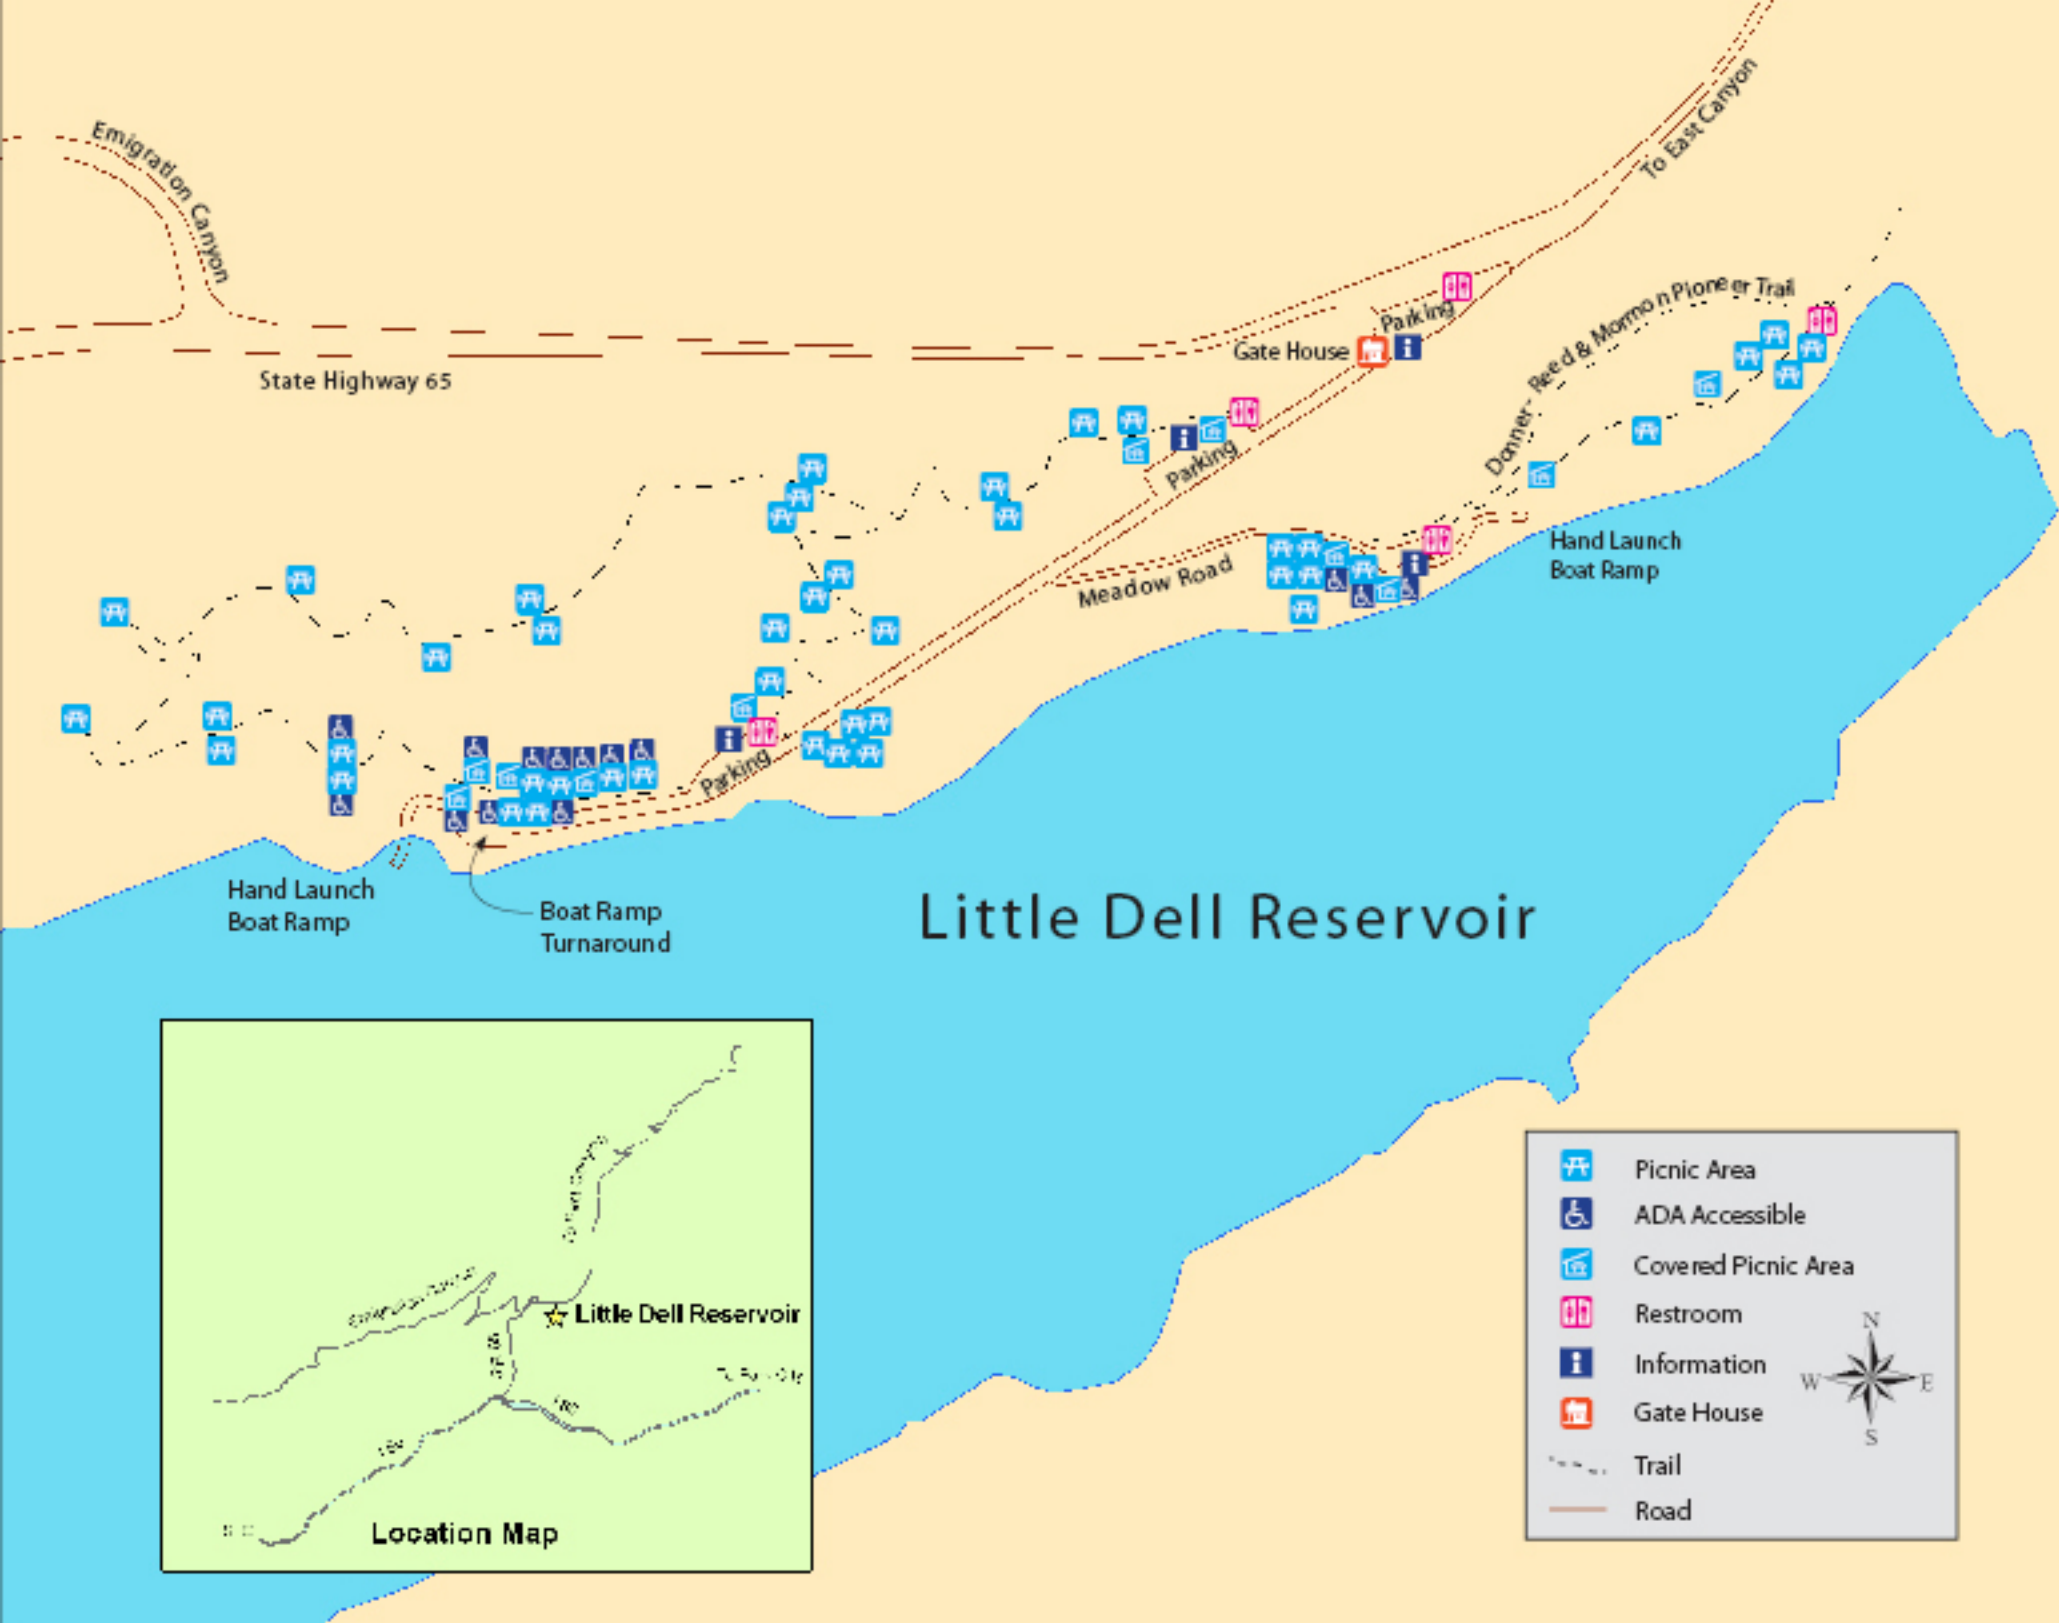 Emigration Canyon
To East Canyon
State Highway 65
Parking
Gate House
Donner- Reed & Mormon Pioneer Trail
Parking
Meadow Road
Hand Launch
Boat Ramp
Parking
Hand Launch
Boat Ramp
Boat Ramp
Turnaround
Little Dell Reservoir
Little Dell Reservoir
Location Map
Picnic Area
ADA Accessible
Covered Picnic Area
Restroom
Information
Gate House
Trail
Road
N
W E
S